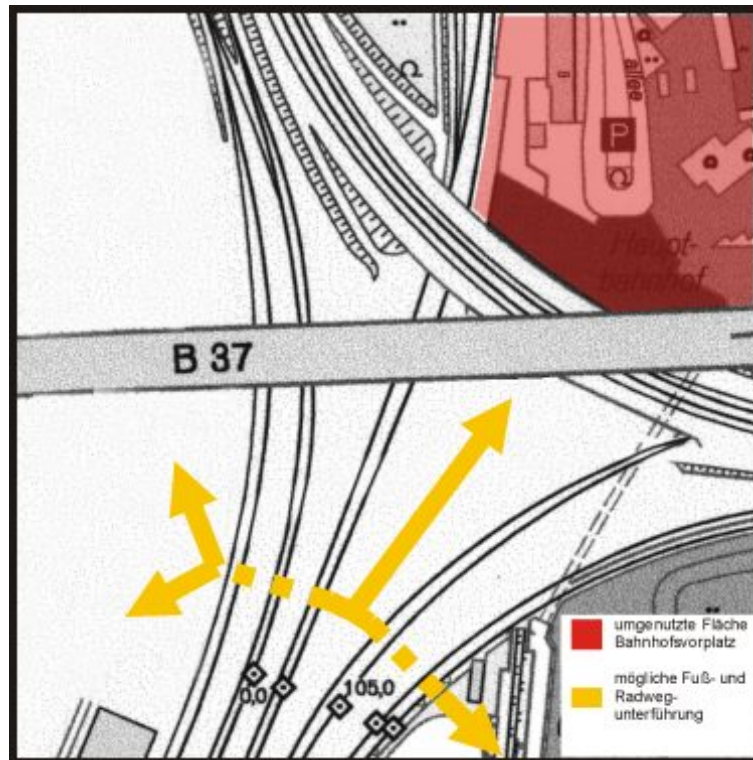 allee
P
Haupt-
bahnhof
B 37
0,0
105,0
umgenutzte Fläche
Bahnhofsvorplatz
mögliche Fuß- und
Radweg-
unterführung